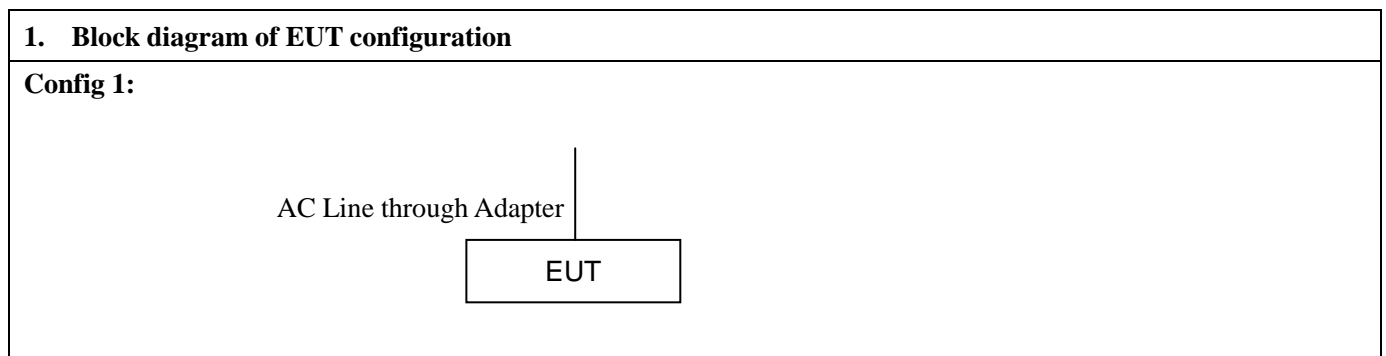 1. Block diagram of EUT configuration
Config 1:
AC Line through Adapter
EUT